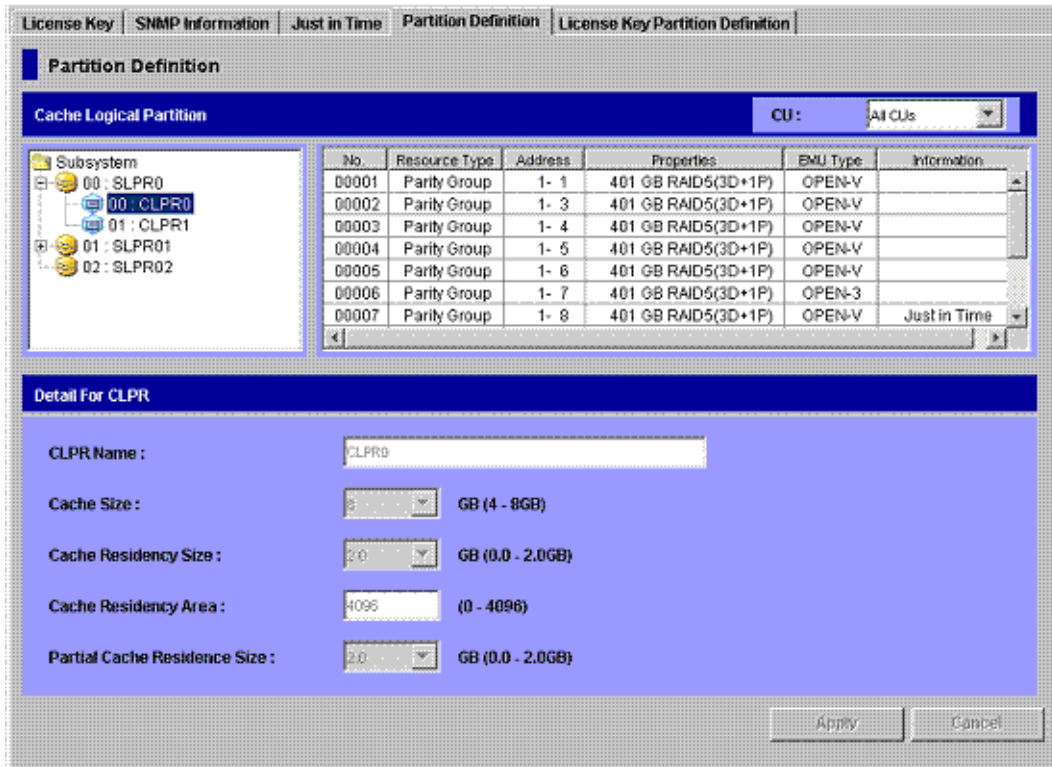 License Key SNMP Information Just in Time Partition Definition License Key Partition Definition
Partition Definition
Cache Logical Partition CU : All CUs
Subsystem
00 : SLPR0
00 : CLPR0
01 : CLPR1
01 : SLPR01
02 : SLPR02
No. Resource Type Address Properties EMU Type Information
00001 Parity Group 1- 1 401 GB RAID5(3D+1P) OPEN-V
00002 Parity Group 1- 3 401 GB RAID5(3D+1P) OPEN-V
00003 Parity Group 1- 4 401 GB RAID5(3D+1P) OPEN-V
00004 Parity Group 1- 5 401 GB RAID5(3D+1P) OPEN-V
00005 Parity Group 1- 6 401 GB RAID5(3D+1P) OPEN-V
00006 Parity Group 1- 7 401 GB RAID5(3D+1P) OPEN-3
00007 Parity Group 1- 8 401 GB RAID5(3D+1P) OPEN-V Just in Time
Detail For CLPR
CLPR Name : CLPR0
Cache Size : GB (4 - 8GB)
Cache Residency Size : 2.0 GB (0.0 - 2.0GB)
Cache Residency Area : 4096 (0 - 4096)
Partial Cache Residence Size : 2.0 GB (0.0 - 2.0GB)
Apply Cancel